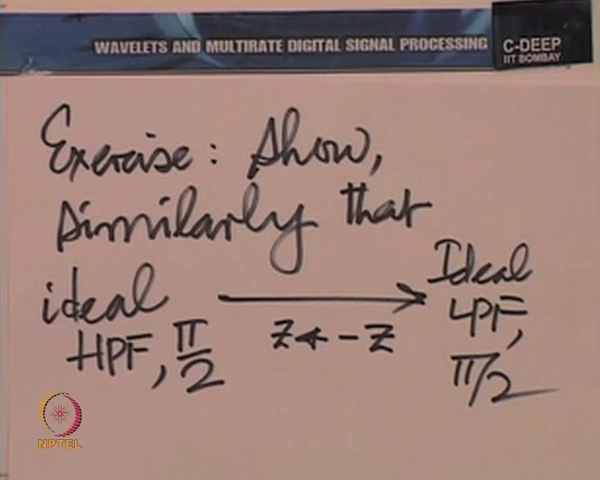 WAVELETS AND MULTIRATE DIGITAL SIGNAL PROCESSING
C-DEEP
IIT BOMBAY
Exercise: Show,
similarly that
ideal HPF, π/2
z ← -z
Ideal LPF, π/2
NPTEL